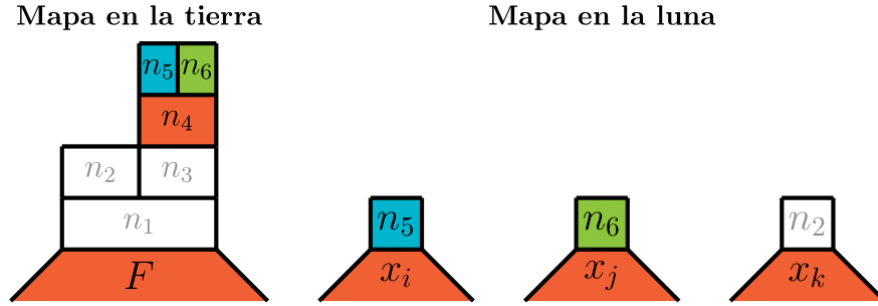 Mapa en la tierra
Mapa en la luna
n₅ n₆
n₄
n₂ n₃
n₁
F
n₅ n₆ n₂
xᵢ xⱼ xₖ